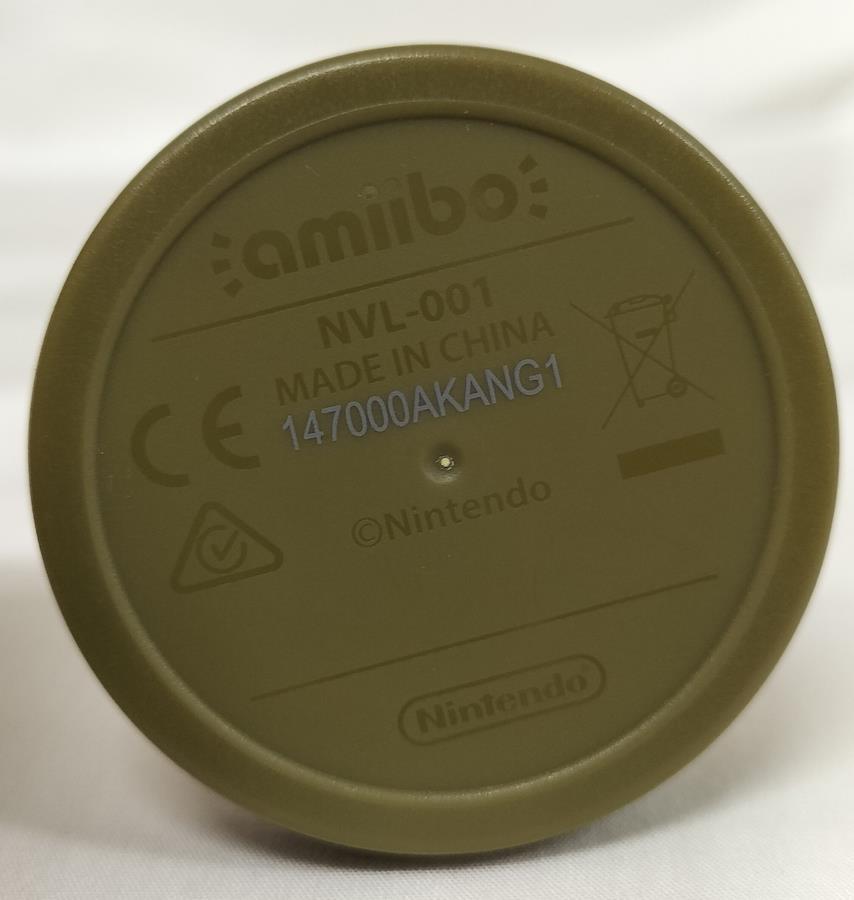 amiibo
NVL-001
MADE IN CHINA
147000AKANG1
CE
©Nintendo
Nintendo®